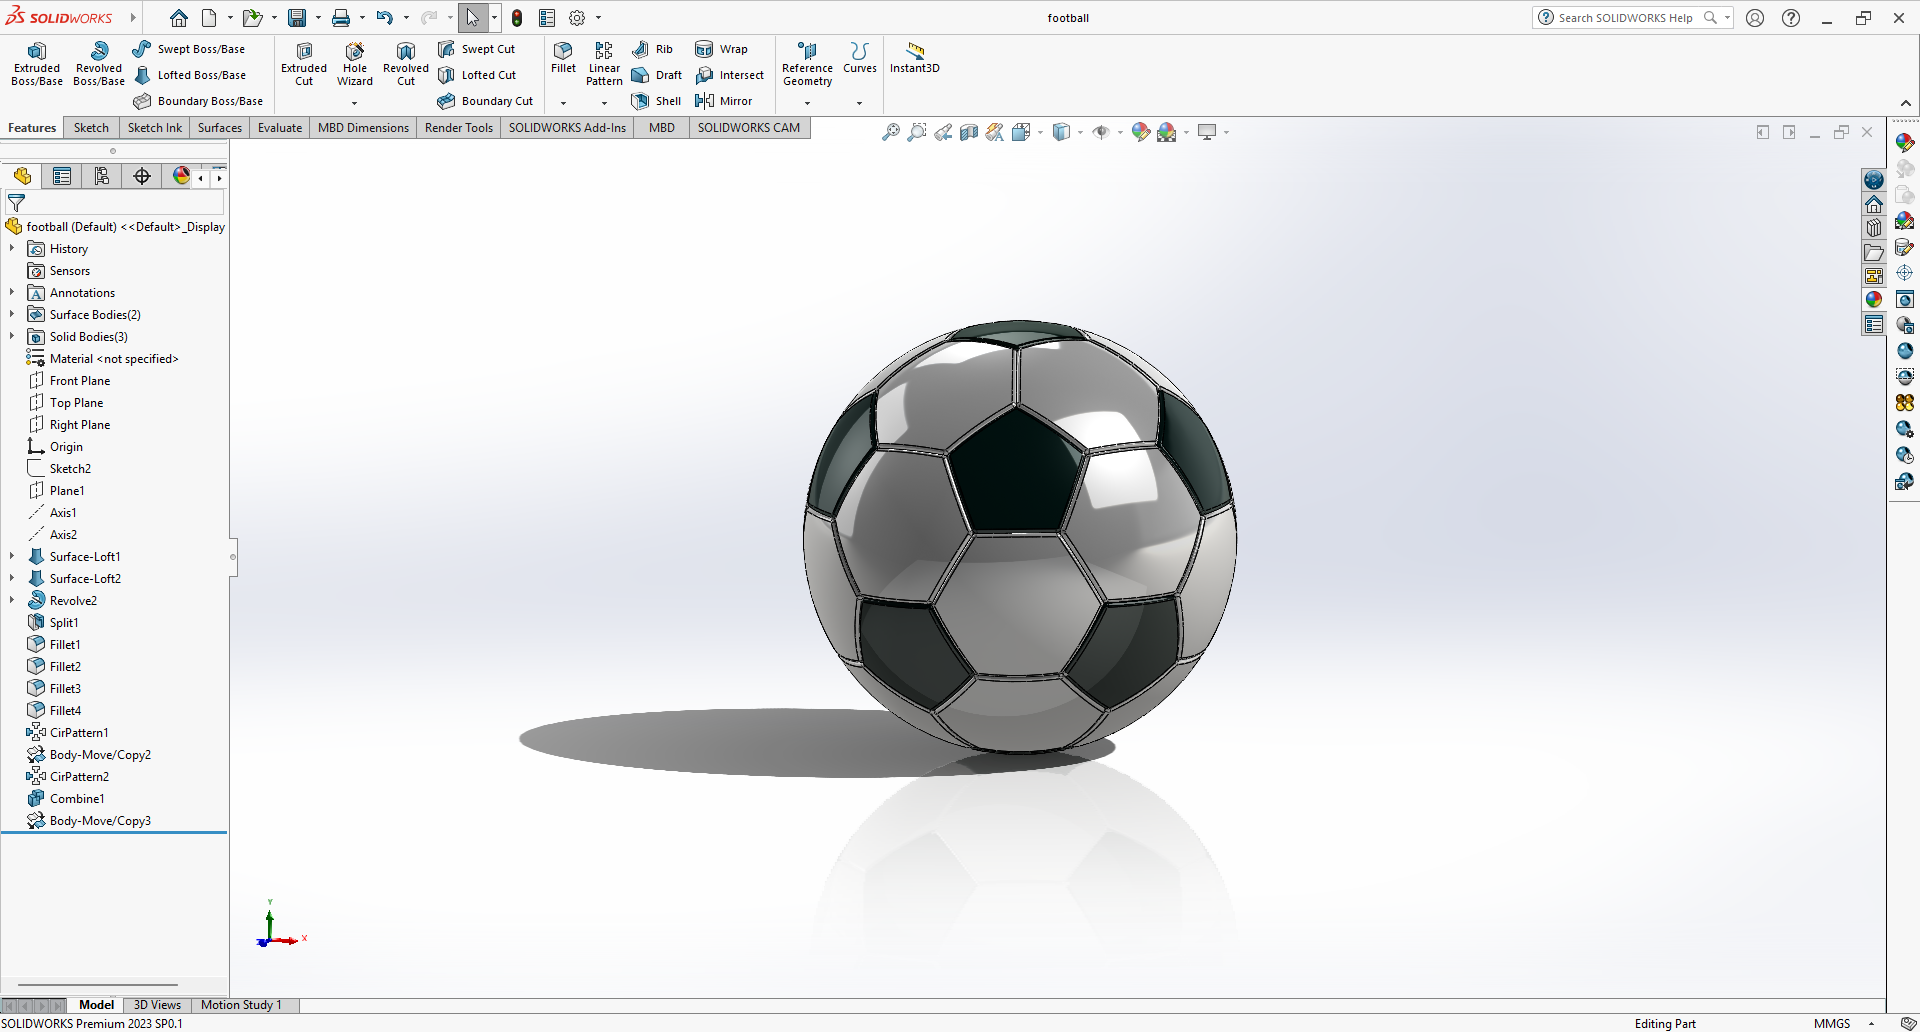 SOLIDWORKS
football
Search SOLIDWORKS Help
Extruded Boss/Base
Revolved Boss/Base
Swept Boss/Base
Lofted Boss/Base
Boundary Boss/Base
Extruded Cut
Hole Wizard
Revolved Cut
Swept Cut
Lofted Cut
Boundary Cut
Fillet
Linear Pattern
Rib
Draft
Shell
Wrap
Intersect
Mirror
Reference Geometry
Curves
Instant3D
Features
Sketch
Sketch Ink
Surfaces
Evaluate
MBD Dimensions
Render Tools
SOLIDWORKS Add-Ins
MBD
SOLIDWORKS CAM
football (Default) <<Default>_Display
History
Sensors
Annotations
Surface Bodies(2)
Solid Bodies(3)
Material <not specified>
Front Plane
Top Plane
Right Plane
Origin
Sketch2
Plane1
Axis1
Axis2
Surface-Loft1
Surface-Loft2
Revolve2
Split1
Fillet1
Fillet2
Fillet3
Fillet4
CirPattern1
Body-Move/Copy2
CirPattern2
Combine1
Body-Move/Copy3
Y
X
Model
3D Views
Motion Study 1
SOLIDWORKS Premium 2023 SP0.1
Editing Part
MMGS